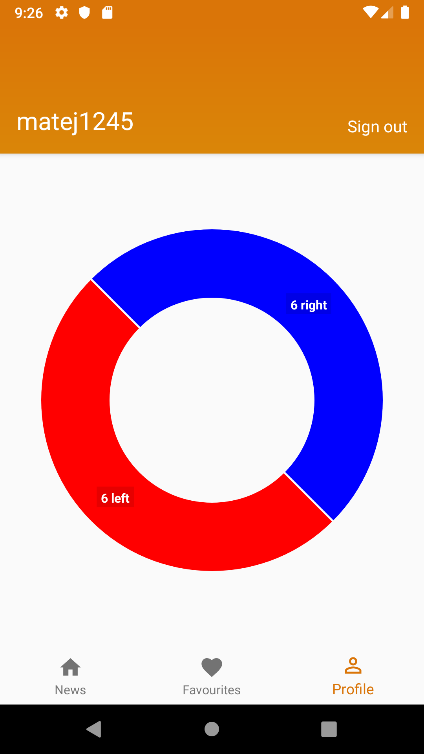 9:26
matej1245
Sign out
6 right
6 left
News
Favourites
Profile